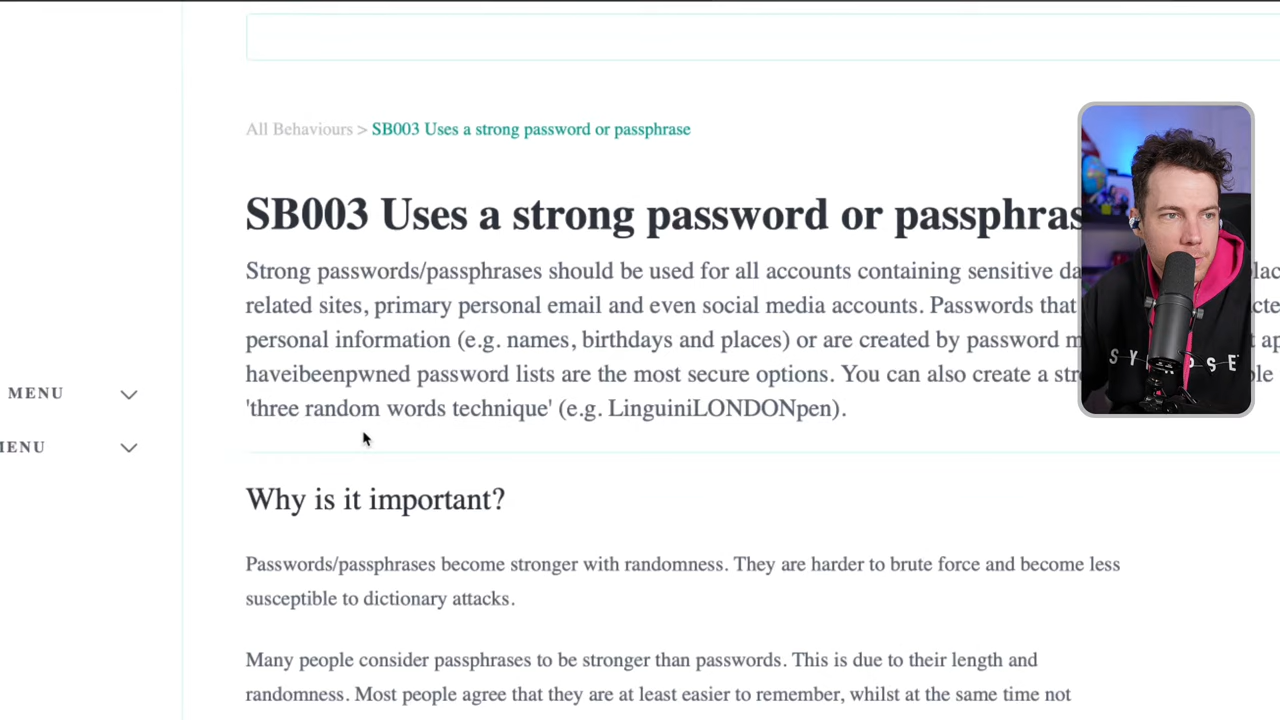 All Behaviours > SB003 Uses a strong password or passphrase
SB003 Uses a strong password or passphras
Strong passwords/passphrases should be used for all accounts containing sensitive da
related sites, primary personal email and even social media accounts. Passwords that
personal information (e.g. names, birthdays and places) or are created by password m
haveibeenpwned password lists are the most secure options. You can also create a str
'three random words technique' (e.g. LinguiniLONDONpen).
MENU
MENU
Why is it important?
Passwords/passphrases become stronger with randomness. They are harder to brute force and become less
susceptible to dictionary attacks.
Many people consider passphrases to be stronger than passwords. This is due to their length and
randomness. Most people agree that they are at least easier to remember, whilst at the same time not